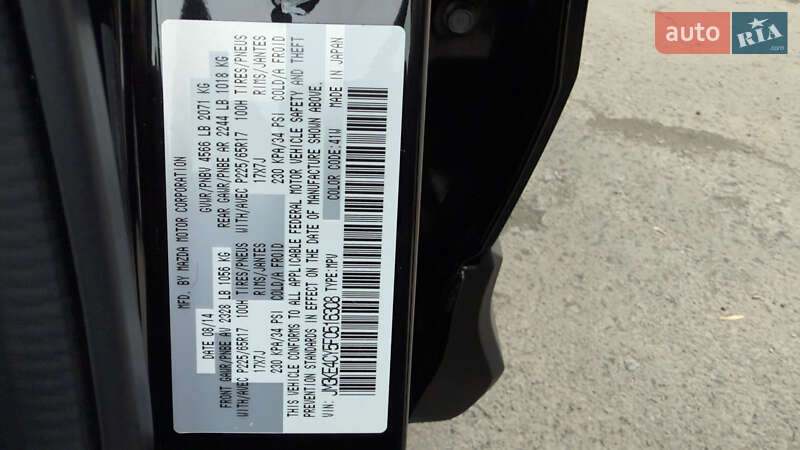 MFD. BY MAZDA MOTOR CORPORATION
DATE 08/14 GVWR/PNBV 4566 LB 2071 KG
FRONT GAWR/PNBE AV 2328 LB 1056 KG REAR GAWR/PNBE AR 2244 LB 1018 KG
WITH/AVEC P225/65R17 100H TIRES/PNEUS WITH/AVEC P225/65R17 100H TIRES/PNEUS
17X7J RIMS/JANTES 17X7J RIMS/JANTES
230 KPA/34 PSI COLD/A FROID 230 KPA/34 PSI COLD/A FROID
THIS VEHICLE CONFORMS TO ALL APPLICABLE FEDERAL MOTOR VEHICLE SAFETY AND THEFT
PREVENTION STANDARDS IN EFFECT ON THE DATE OF MANUFACTURE SHOWN ABOVE.
VIN: JM3KE4CY5F0516308 TYPE:MPV COLOR CODE:41W MADE IN JAPAN
auto RIA